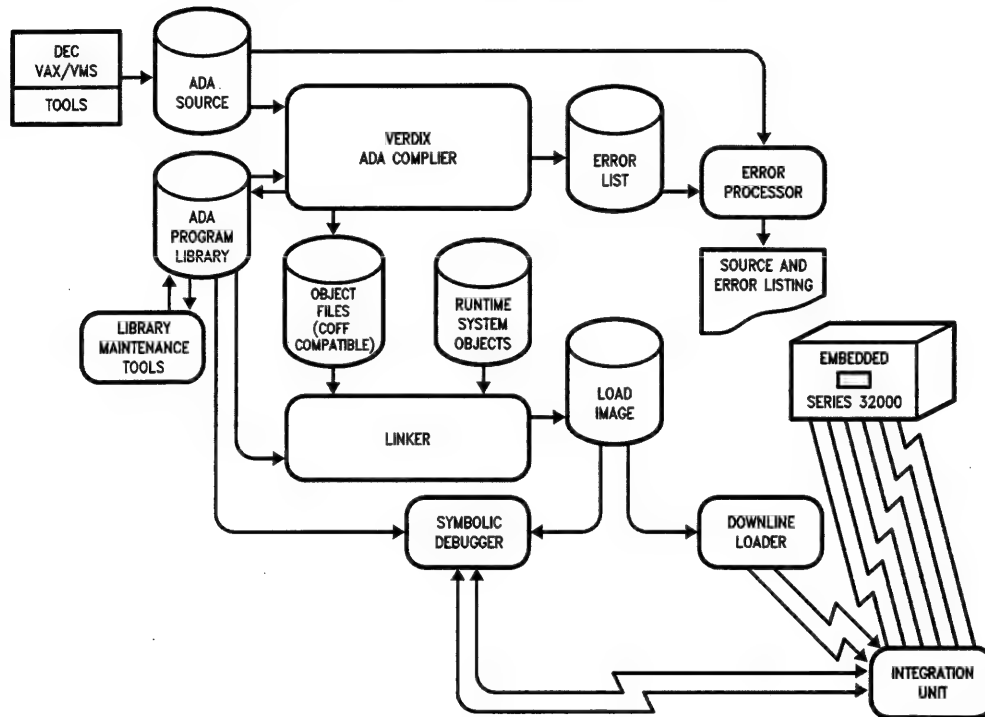 DEC
VAX/VMS
TOOLS
ADA
SOURCE
VERDIX
ADA COMPLIER
ERROR
LIST
ERROR
PROCESSOR
ADA
PROGRAM
LIBRARY
SOURCE AND
ERROR LISTING
OBJECT
FILES
(COFF
COMPATIBLE)
RUNTIME
SYSTEM
OBJECTS
LIBRARY
MAINTENANCE
TOOLS
LOAD
IMAGE
EMBEDDED
SERIES 32000
LINKER
SYMBOLIC
DEBUGGER
DOWNLINE
LOADER
INTEGRATION
UNIT